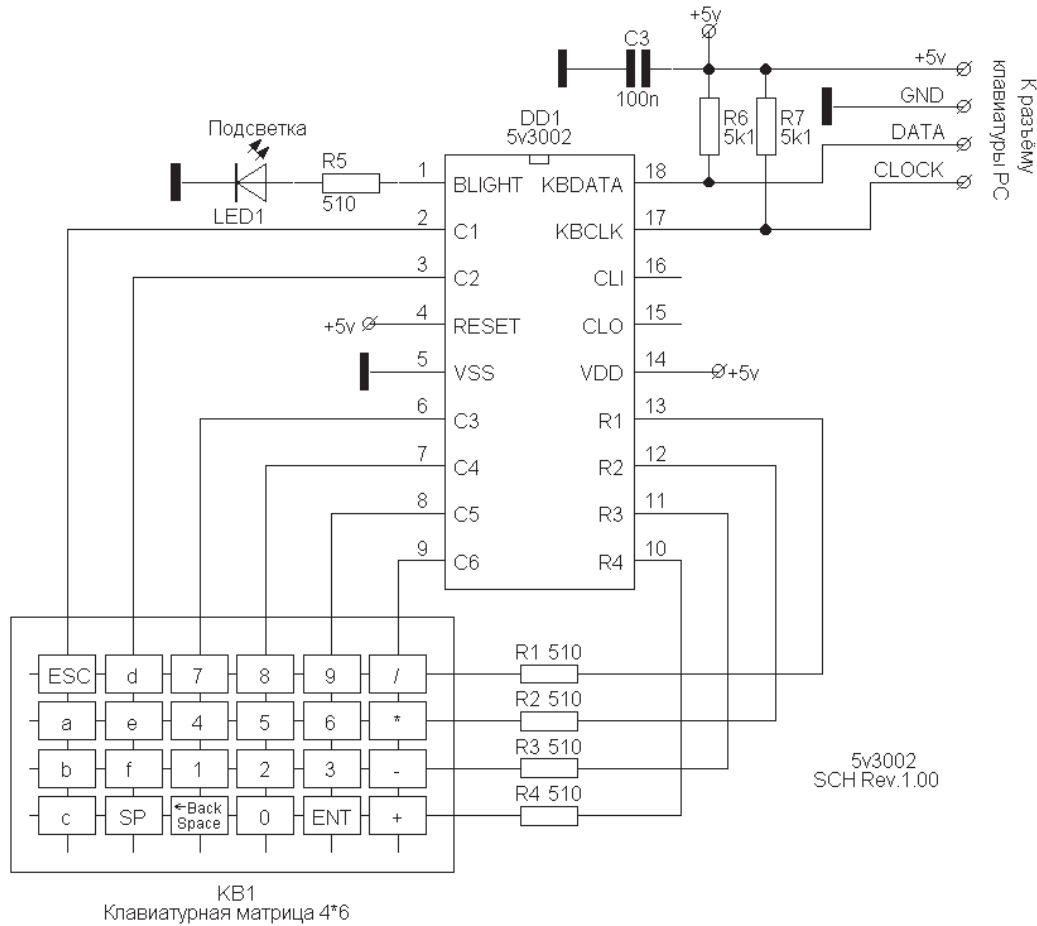 +5v
C3
100n
+5v
GND
DATA
CLOCK
К разъёму
клавиатуры PC
R6
5k1
R7
5k1
DD1
5v3002
Подсветка
LED1
R5
510
1
BLIGHT
KBDATA
18
2
C1
KBCLK
17
3
C2
CLI
16
+5v
4
RESET
CLO
15
5
VSS
VDD
14
+5v
6
C3
R1
13
7
C4
R2
12
8
C5
R3
11
9
C6
R4
10
ESC d 7 8 9 /
R1 510
a e 4 5 6 *
R2 510
b f 1 2 3 -
R3 510
c SP ←Back Space 0 ENT +
R4 510
5v3002
SCH Rev.1.00
KB1
Клавиатурная матрица 4*6